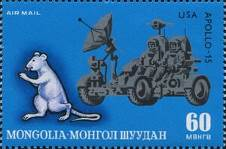 AIR MAIL
USA
APOLLO-15
MONGOLIA-МОНГОЛ ШУУДАН
60
МӨНГӨ